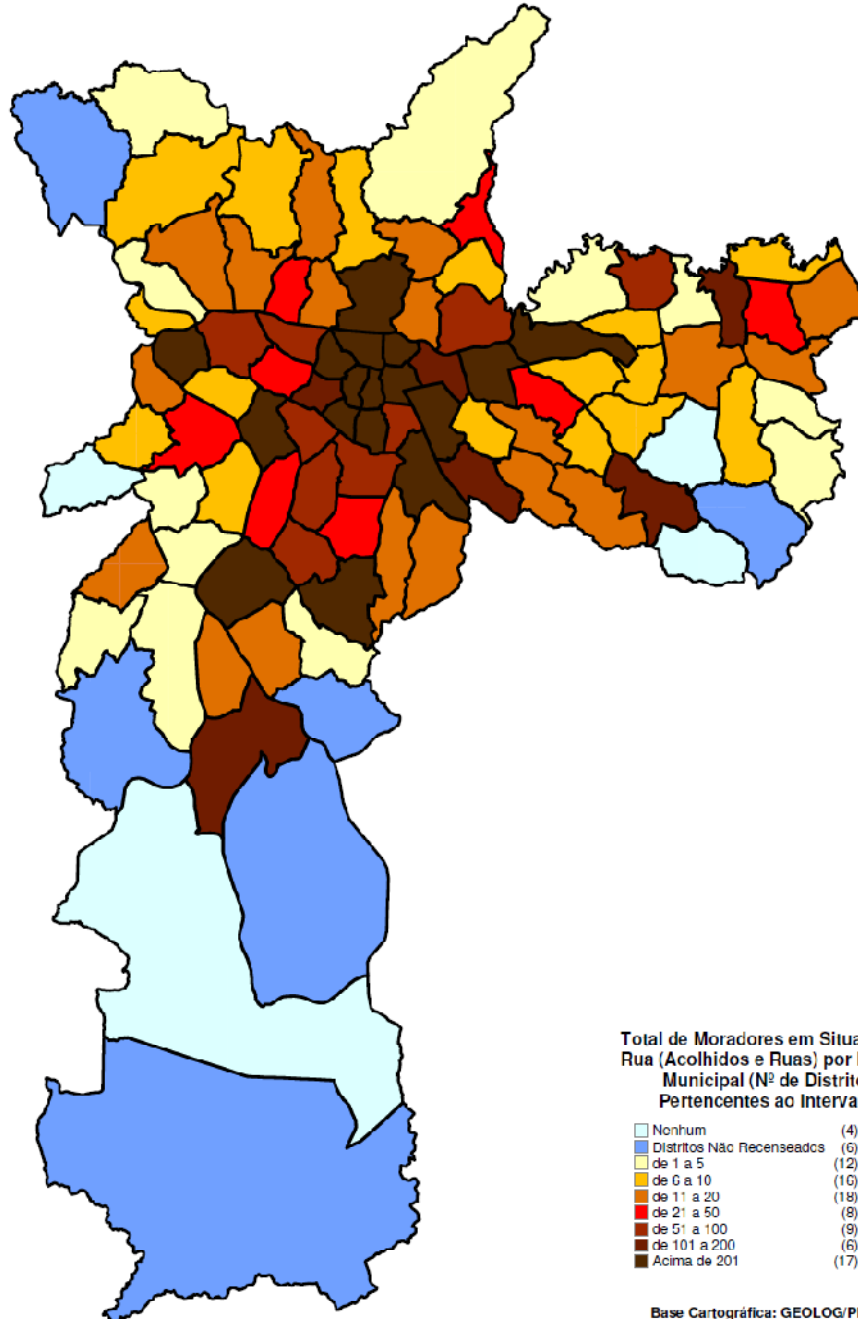 Total de Moradores em Situa
Rua (Acolhidos e Ruas) por
Municipal (Nº de Distrit
Pertencentes ao Interva
Nenhum (4)
Distritos Não Recenseados (6)
de 1 a 5 (12)
de 6 a 10 (16)
de 11 a 20 (18)
de 21 a 50 (8)
de 51 a 100 (9)
de 101 a 200 (6)
Acima de 201 (17)
Base Cartográfica: GEOLOG/P